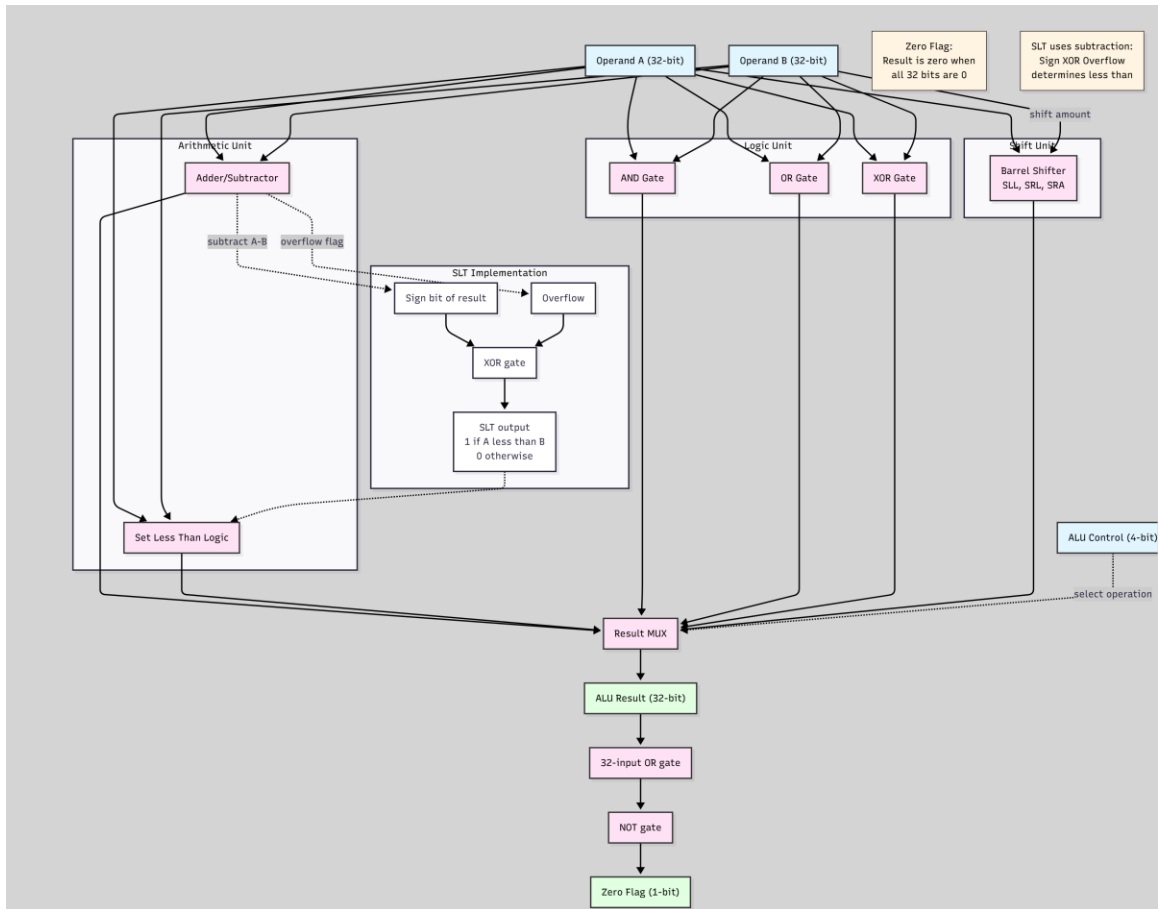 Operand A (32-bit)
Operand B (32-bit)
Zero Flag:
Result is zero when
all 32 bits are 0
SLT uses subtraction:
Sign XOR Overflow
determines less than
shift amount
Arithmetic Unit
Logic Unit
Shift Unit
Adder/Subtractor
AND Gate
OR Gate
XOR Gate
Barrel Shifter
SLL, SRL, SRA
subtract A-B
overflow flag
SLT Implementation
Sign bit of result
Overflow
XOR gate
SLT output
1 if A less than B
0 otherwise
Set Less Than Logic
ALU Control (4-bit)
select operation
Result MUX
ALU Result (32-bit)
32-input OR gate
NOT gate
Zero Flag (1-bit)